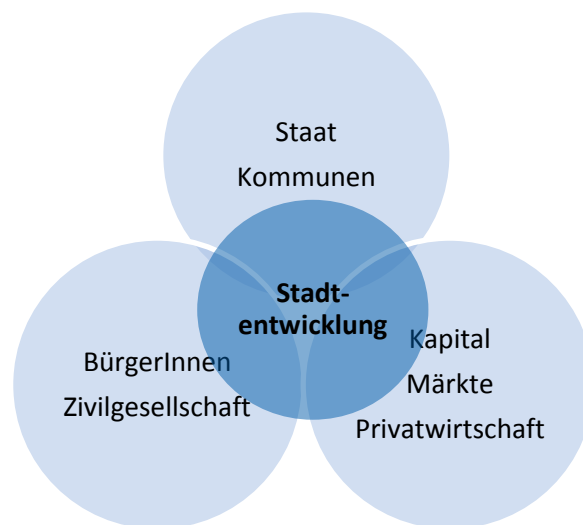 Staat
Kommunen
Stadt-
entwicklung
BürgerInnen
Zivilgesellschaft
Kapital
Märkte
Privatwirtschaft